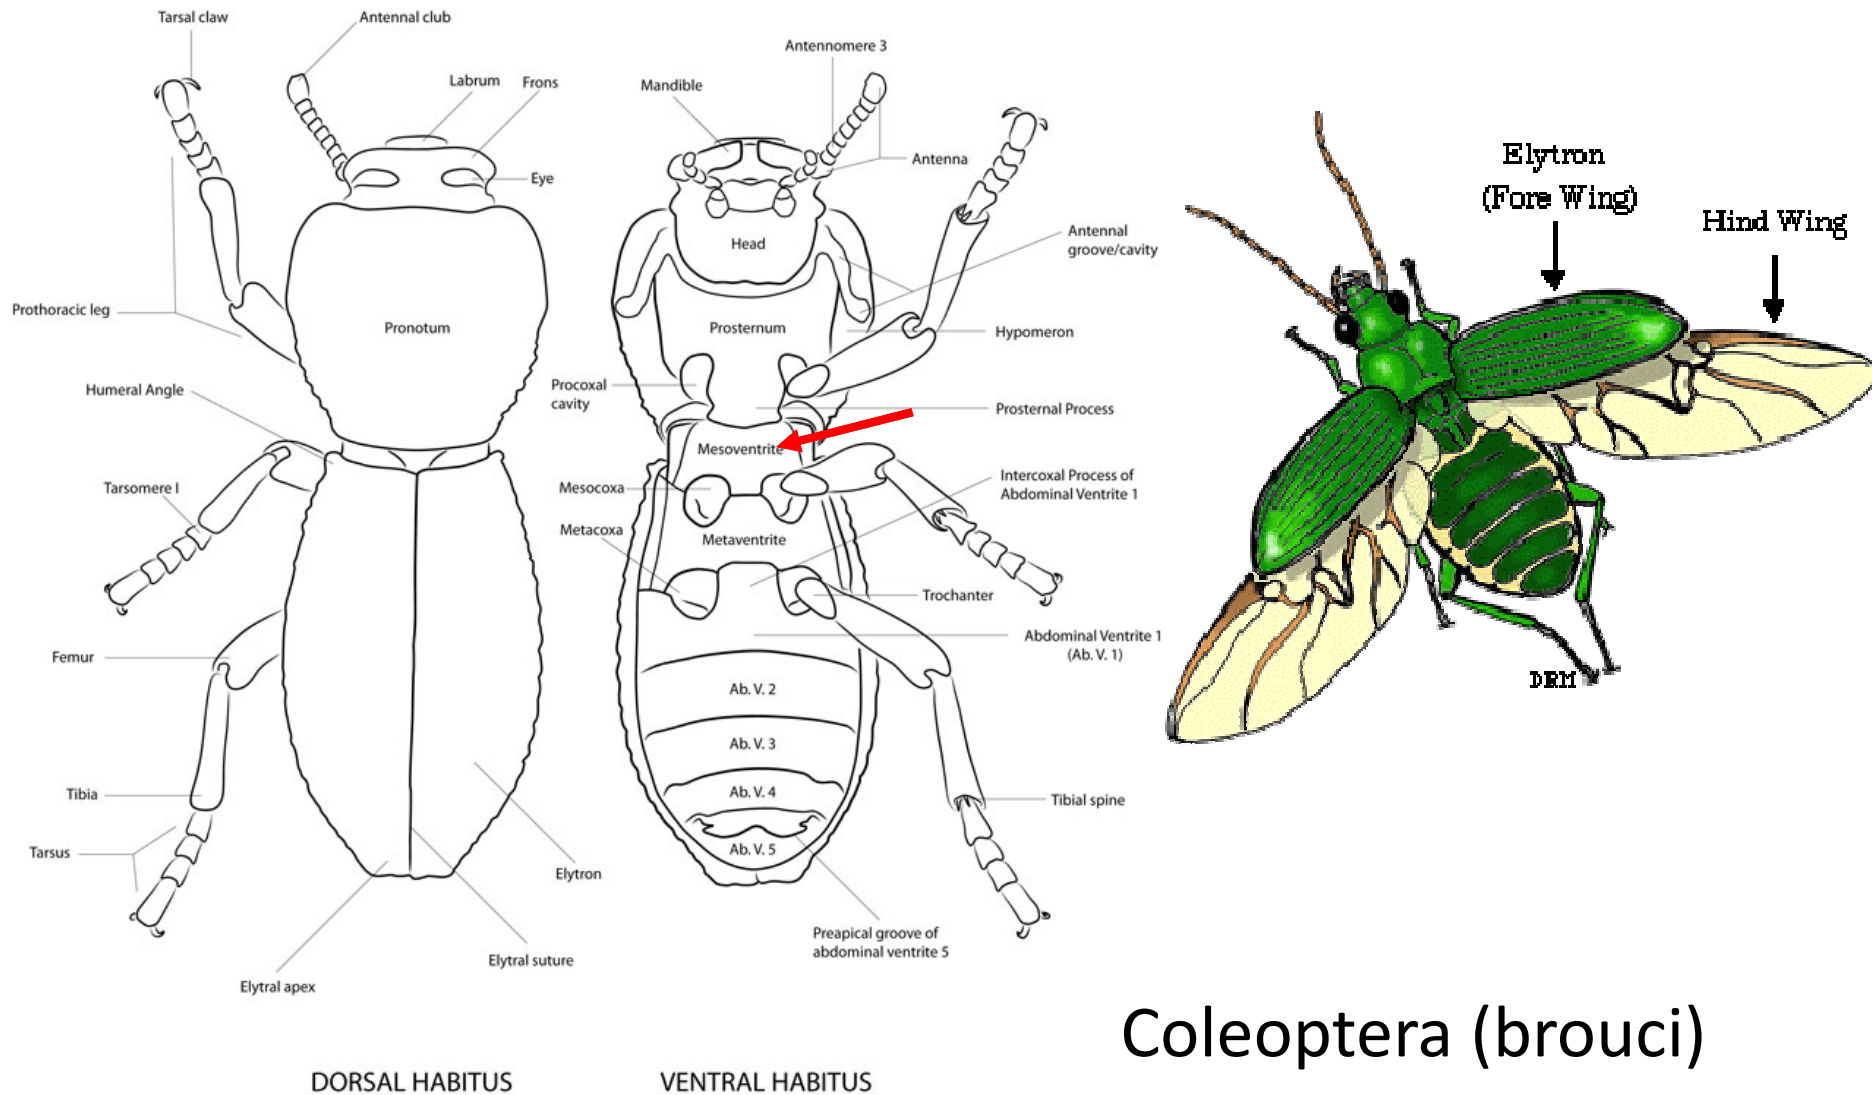 Tarsal claw
Antennal club
Labrum
Frons
Eye
Prothoracic leg
Pronotum
Humeral Angle
Tarsomere I
Femur
Tibia
Tarsus
Elytron
Elytral suture
Elytral apex
DORSAL HABITUS
Antennomere 3
Mandible
Antenna
Head
Antennal
groove/cavity
Prosternum
Hypomeron
Procoxal
cavity
Prosternal Process
Mesoventrite
Mesocoxa
Intercoxal Process of
Abdominal Ventrite 1
Metacoxa
Metaventrite
Trochanter
Abdominal Ventrite 1
(Ab. V. 1)
Ab. V. 2
Ab. V. 3
Ab. V. 4
Tibial spine
Ab. V. 5
Preapical groove of
abdominal ventrite 5
VENTRAL HABITUS
Elytron
(Fore Wing)
Hind Wing
DRM
Coleoptera (brouci)